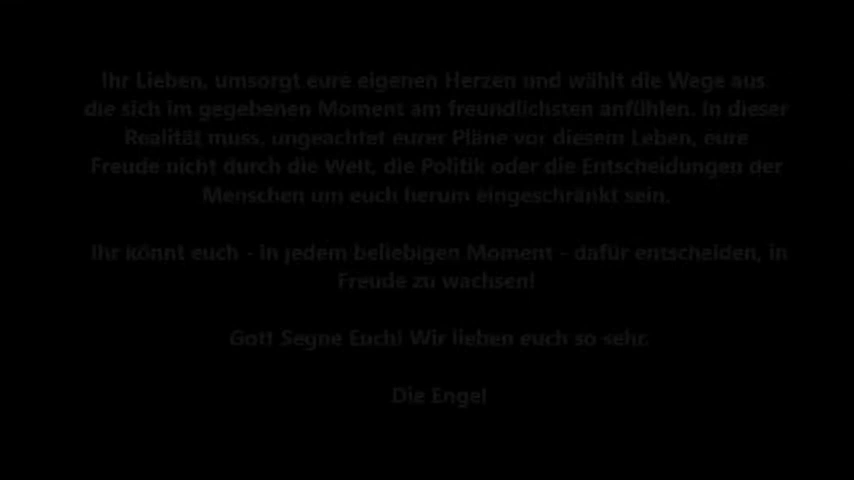 Ihr Lieben, umsorgt eure eigenen Herzen und wählt die Wege aus
die sich im gegebenen Moment am freundlichsten anfühlen. In dieser
Realität muss, ungeachtet eurer Pläne vor diesem Leben, eure
Freude nicht durch die Welt, die Politik oder die Entscheidungen der
Menschen um euch herum eingeschränkt sein.
Ihr könnt euch - in jedem beliebigen Moment - dafür entscheiden, in
Freude zu wachsen!
Gott Segne Euch! Wir lieben euch so sehr.
Die Engel